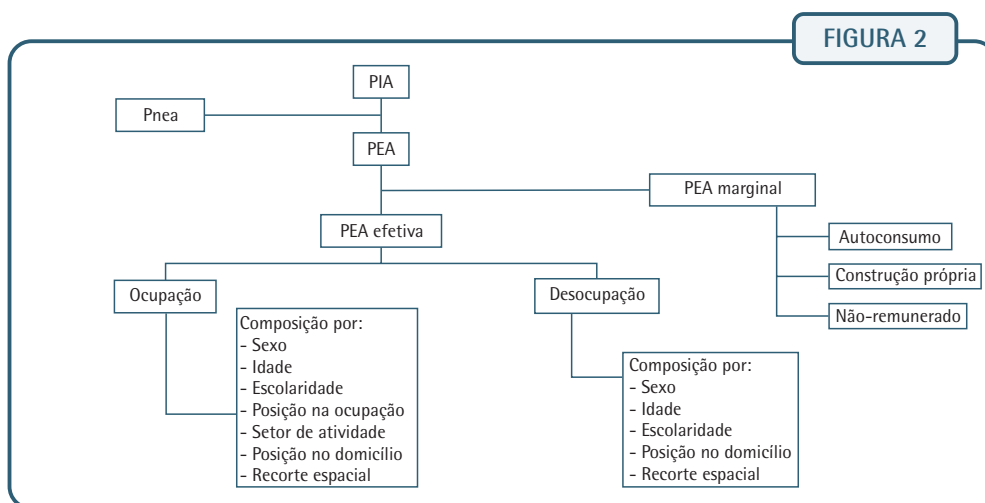 FIGURA 2
PIA
Pnea
PEA
PEA marginal
PEA efetiva
Autoconsumo
Construção própria
Não-remunerado
Ocupação
Desocupação
Composição por:
- Sexo
- Idade
- Escolaridade
- Posição na ocupação
- Setor de atividade
- Posição no domicílio
- Recorte espacial
Composição por:
- Sexo
- Idade
- Escolaridade
- Posição no domicílio
- Recorte espacial